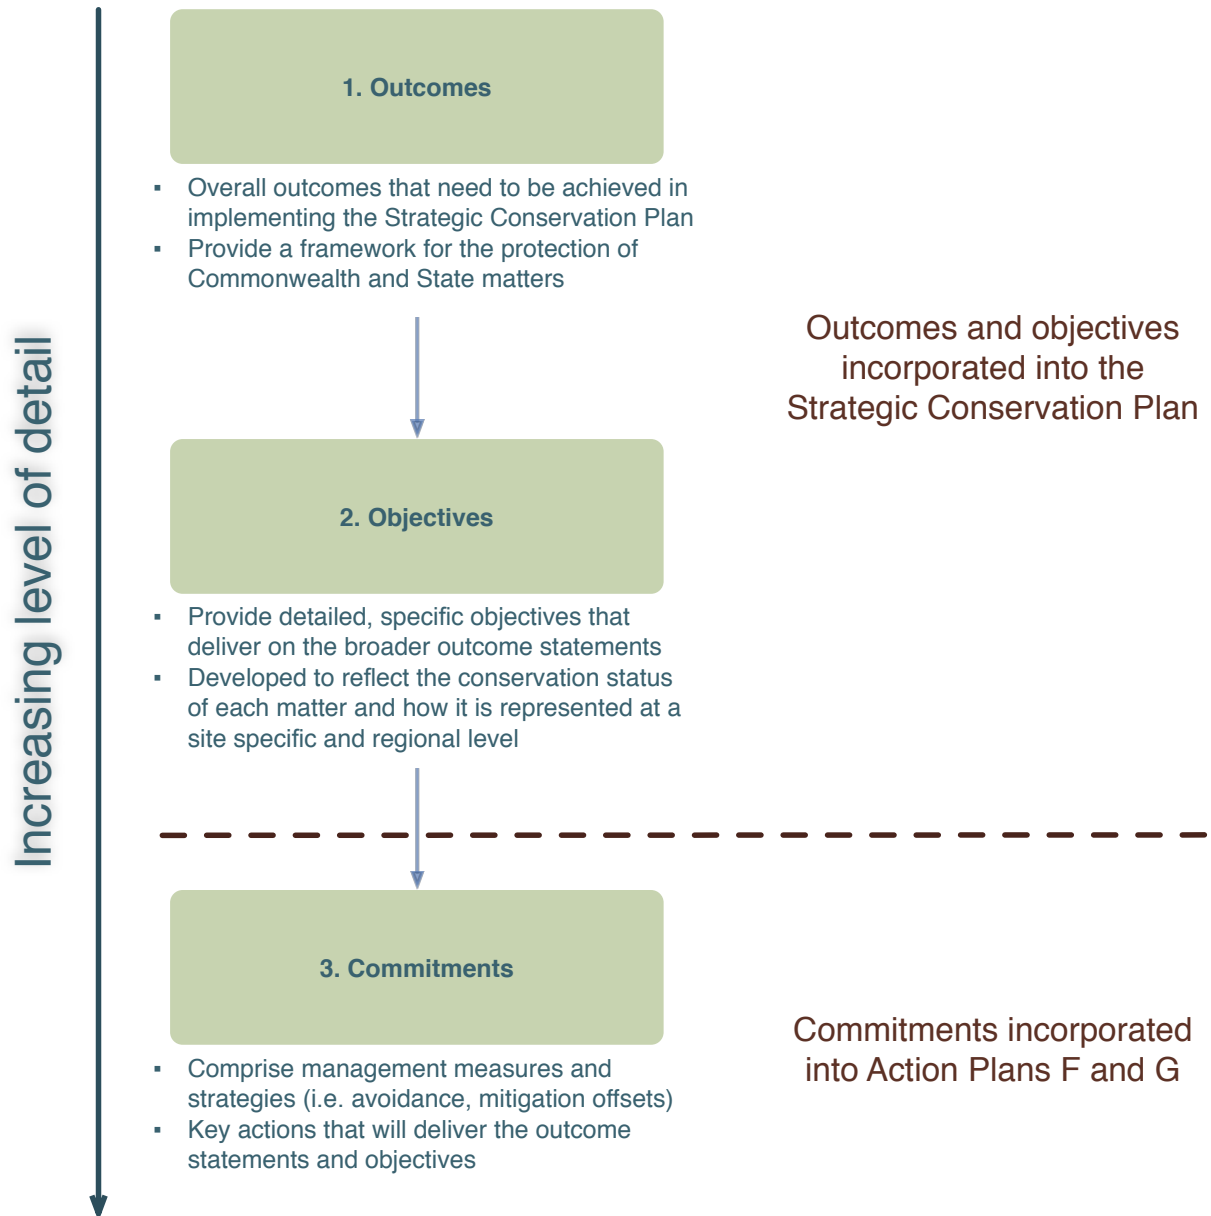 Increasing level of detail
1. Outcomes
▪ Overall outcomes that need to be achieved in
implementing the Strategic Conservation Plan
▪ Provide a framework for the protection of
Commonwealth and State matters
Outcomes and objectives
incorporated into the
Strategic Conservation Plan
2. Objectives
▪ Provide detailed, specific objectives that
deliver on the broader outcome statements
▪ Developed to reflect the conservation status
of each matter and how it is represented at a
site specific and regional level
3. Commitments
▪ Comprise management measures and
strategies (i.e. avoidance, mitigation offsets)
▪ Key actions that will deliver the outcome
statements and objectives
Commitments incorporated
into Action Plans F and G